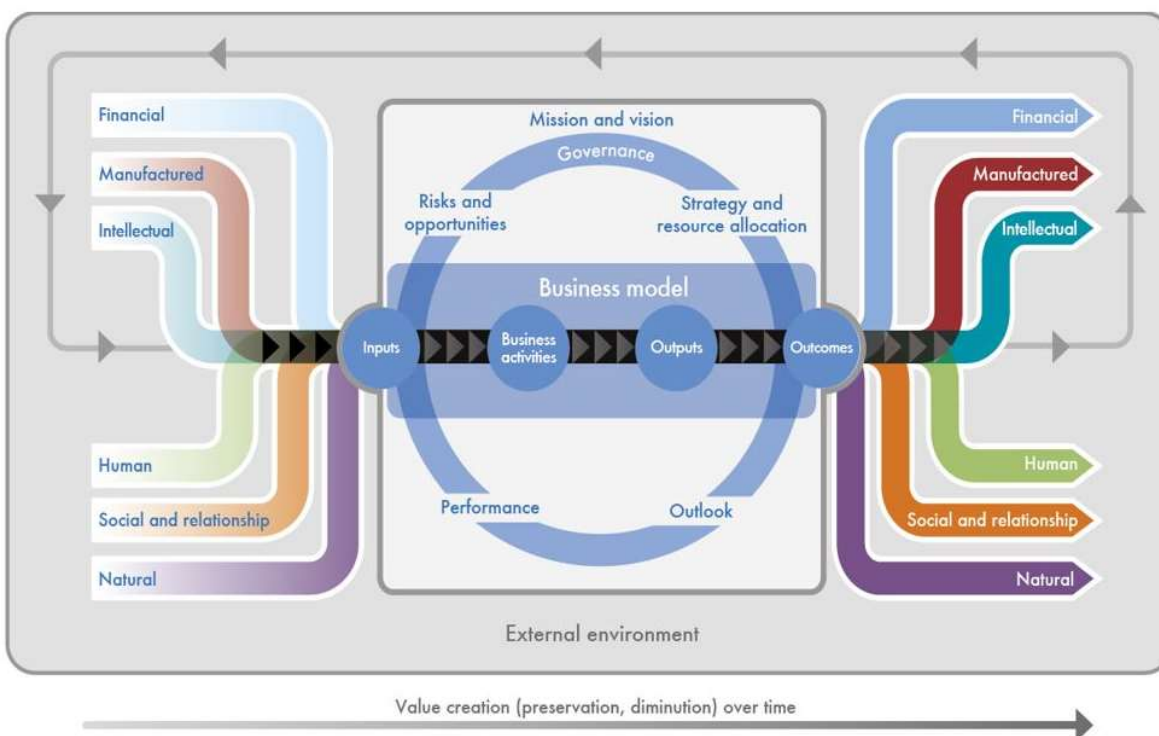 Financial
Manufactured
Intellectual
Human
Social and relationship
Natural
Mission and vision
Governance
Risks and
opportunities
Strategy and
resource allocation
Business model
Inputs
Business
activities
Outputs
Outcomes
Performance
Outlook
Financial
Manufactured
Intellectual
Human
Social and relationship
Natural
External environment
Value creation (preservation, diminution) over time